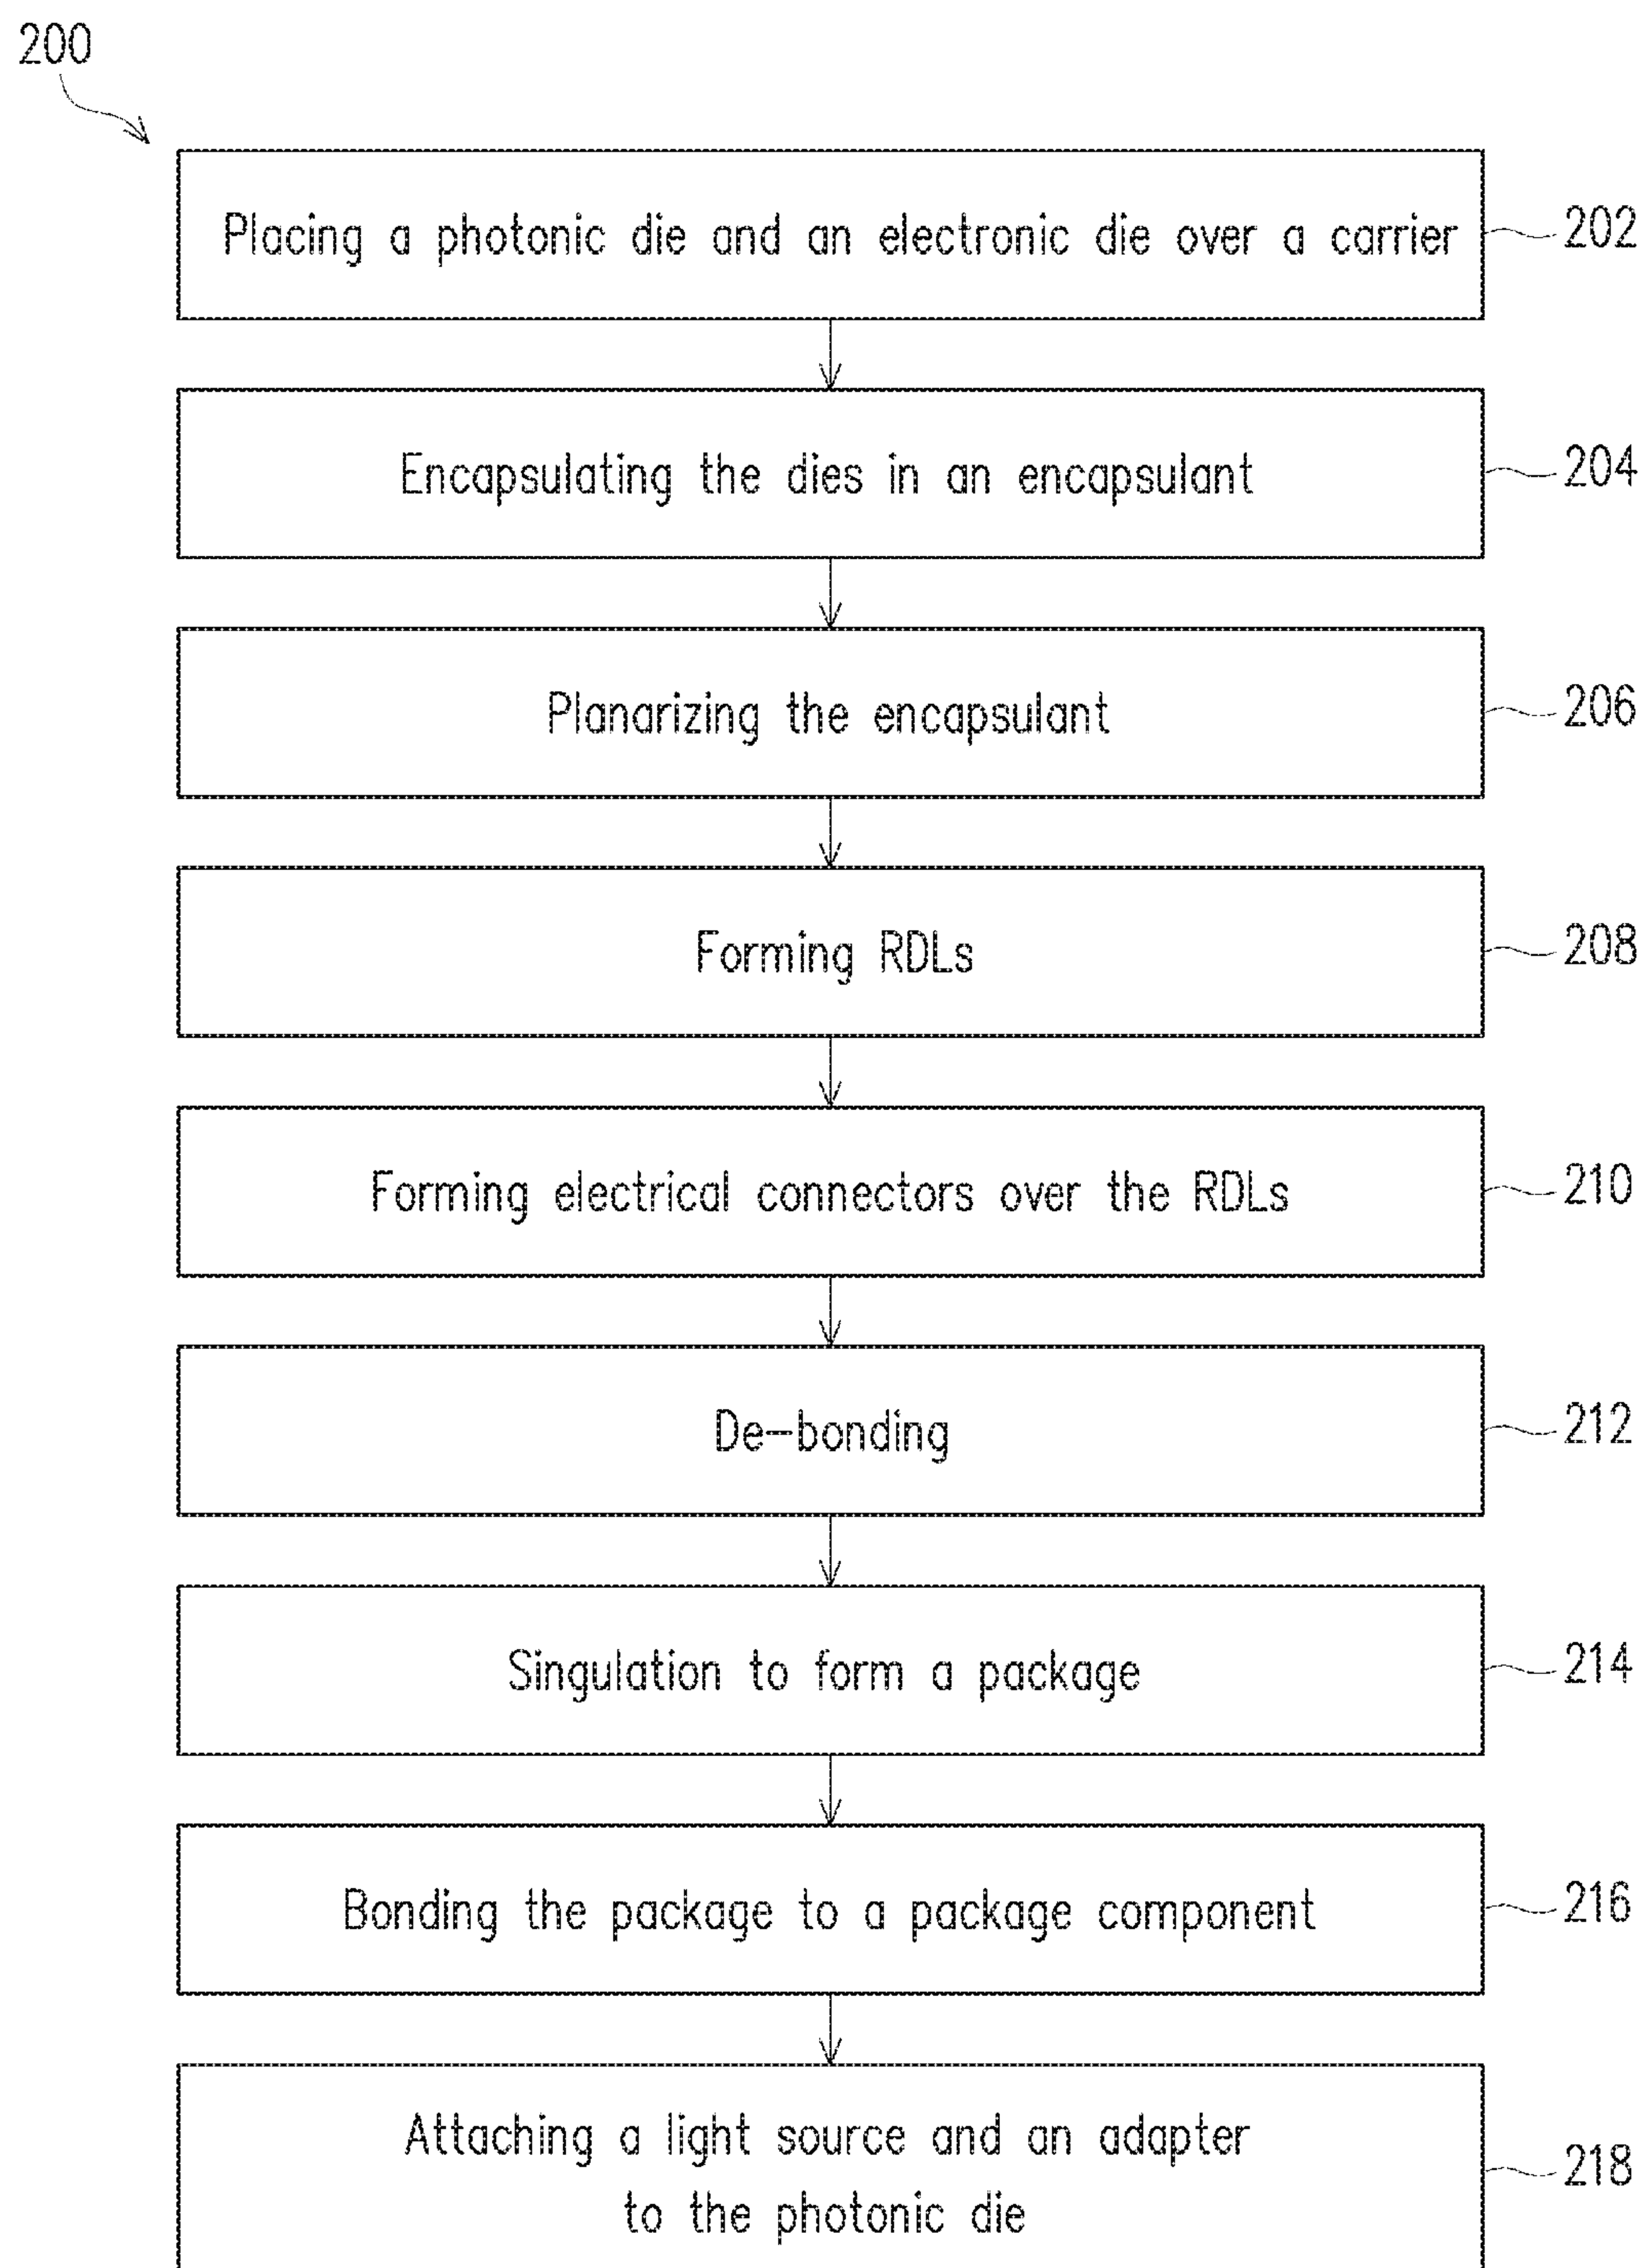 200
Placing a photonic die and an electronic die over a carrier
202
Encapsulating the dies in an encapsulant
204
Planarizing the encapsulant
206
Forming RDLs
208
Forming electrical connectors over the RDLs
210
De-bonding
212
Singulation to form a package
214
Bonding the package to a package component
216
Attaching a light source and an adapter
to the photonic die
218